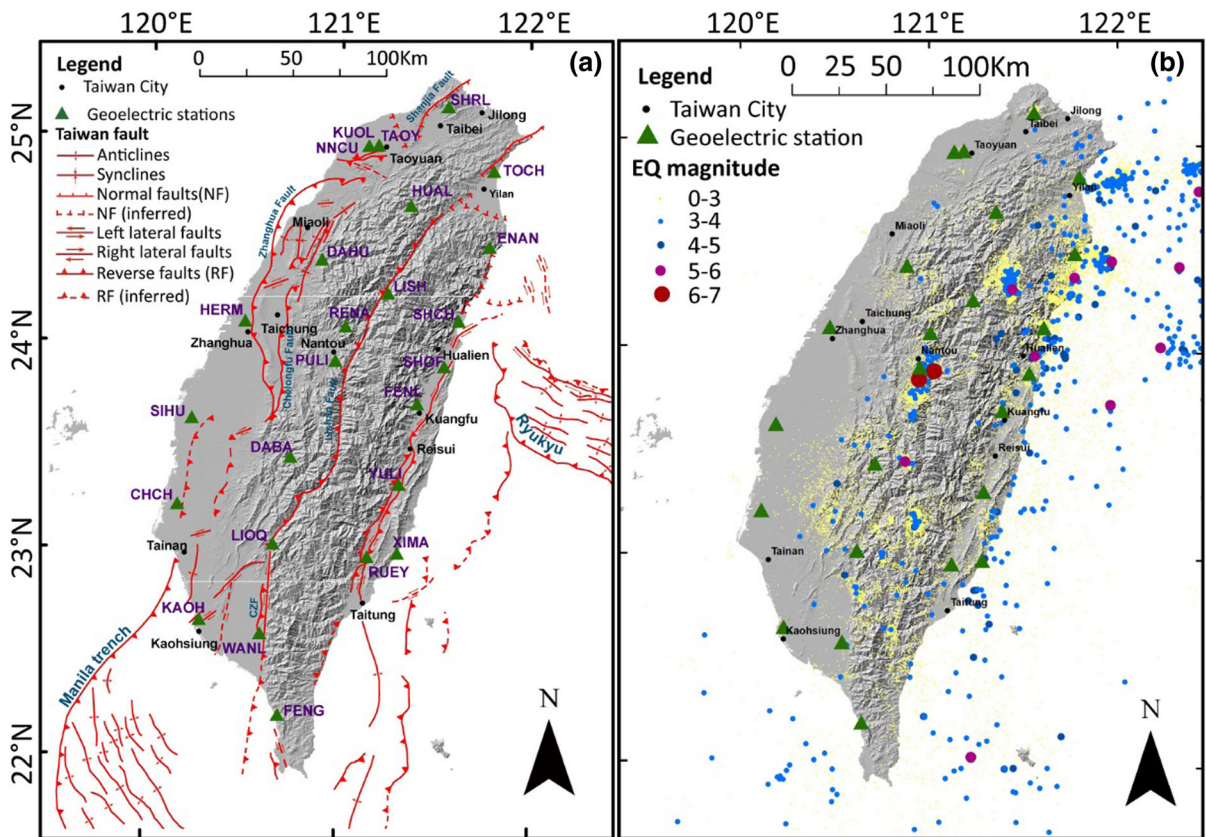 120°E
121°E
122°E
(a)
Legend
Taiwan City
Geoelectric stations
Taiwan fault
Anticlines
Synclines
Normal faults(NF)
NF (inferred)
Left lateral faults
Right lateral faults
Reverse faults (RF)
RF (inferred)
0
50
100Km
25°N
24°N
23°N
22°N
Shanjia Fault
SHRL
Jilong
Taibei
KUOL
TAOY
NNCU
Taoyuan
TOCH
Yilan
HUAL
Zhanghua Fault
Miaoli
ENAN
DAHU
LISH
HERM
RENA
SHCH
Taichung
Zhanghua
Nantou
Hualien
PULI
SHOF
Chelongfu Fault
FENL
SIHU
Kuangfu
Ryukyu
DABA
Reisui
YULI
CHCH
LIOQ
XIMA
Tainan
RUEY
KAOH
CZF
Taitung
Kaohsiung
WANL
Manila trench
FENG
N
120°E
121°E
122°E
(b)
0 25 50 100Km
Legend
Taiwan City
Geoelectric station
EQ magnitude
0-3
3-4
4-5
5-6
6-7
Jilong
Taibei
Taoyuan
Yilan
Miaoli
Taichung
Zhanghua
Nantou
Hualien
Kuangfu
Reisui
Tainan
Taitung
Kaohsiung
N